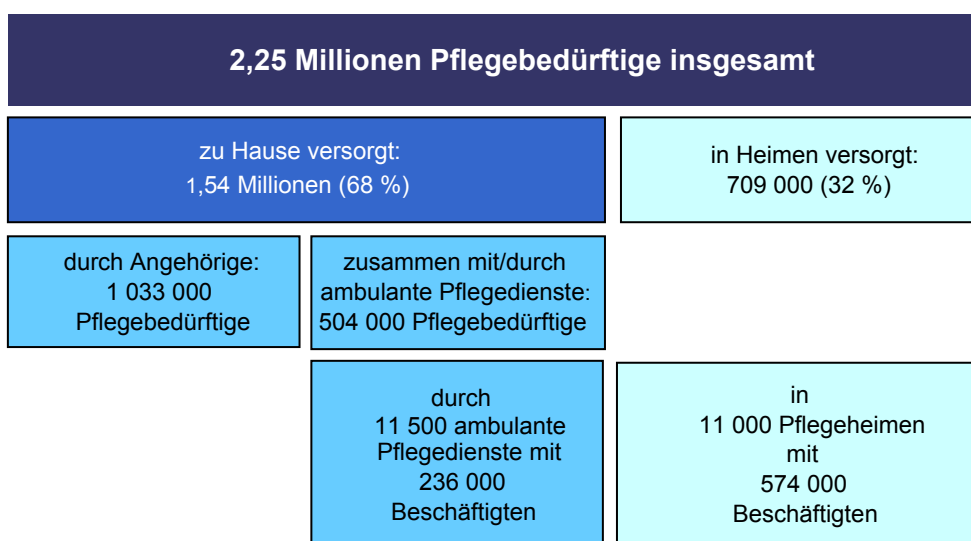 2,25 Millionen Pflegebedürftige insgesamt
zu Hause versorgt:
1,54 Millionen (68 %)
in Heimen versorgt:
709 000 (32 %)
durch Angehörige:
1 033 000
Pflegebedürftige
zusammen mit/durch
ambulante Pflegedienste:
504 000 Pflegebedürftige
durch
11 500 ambulante
Pflegedienste mit
236 000
Beschäftigten
in
11 000 Pflegeheimen
mit
574 000
Beschäftigten